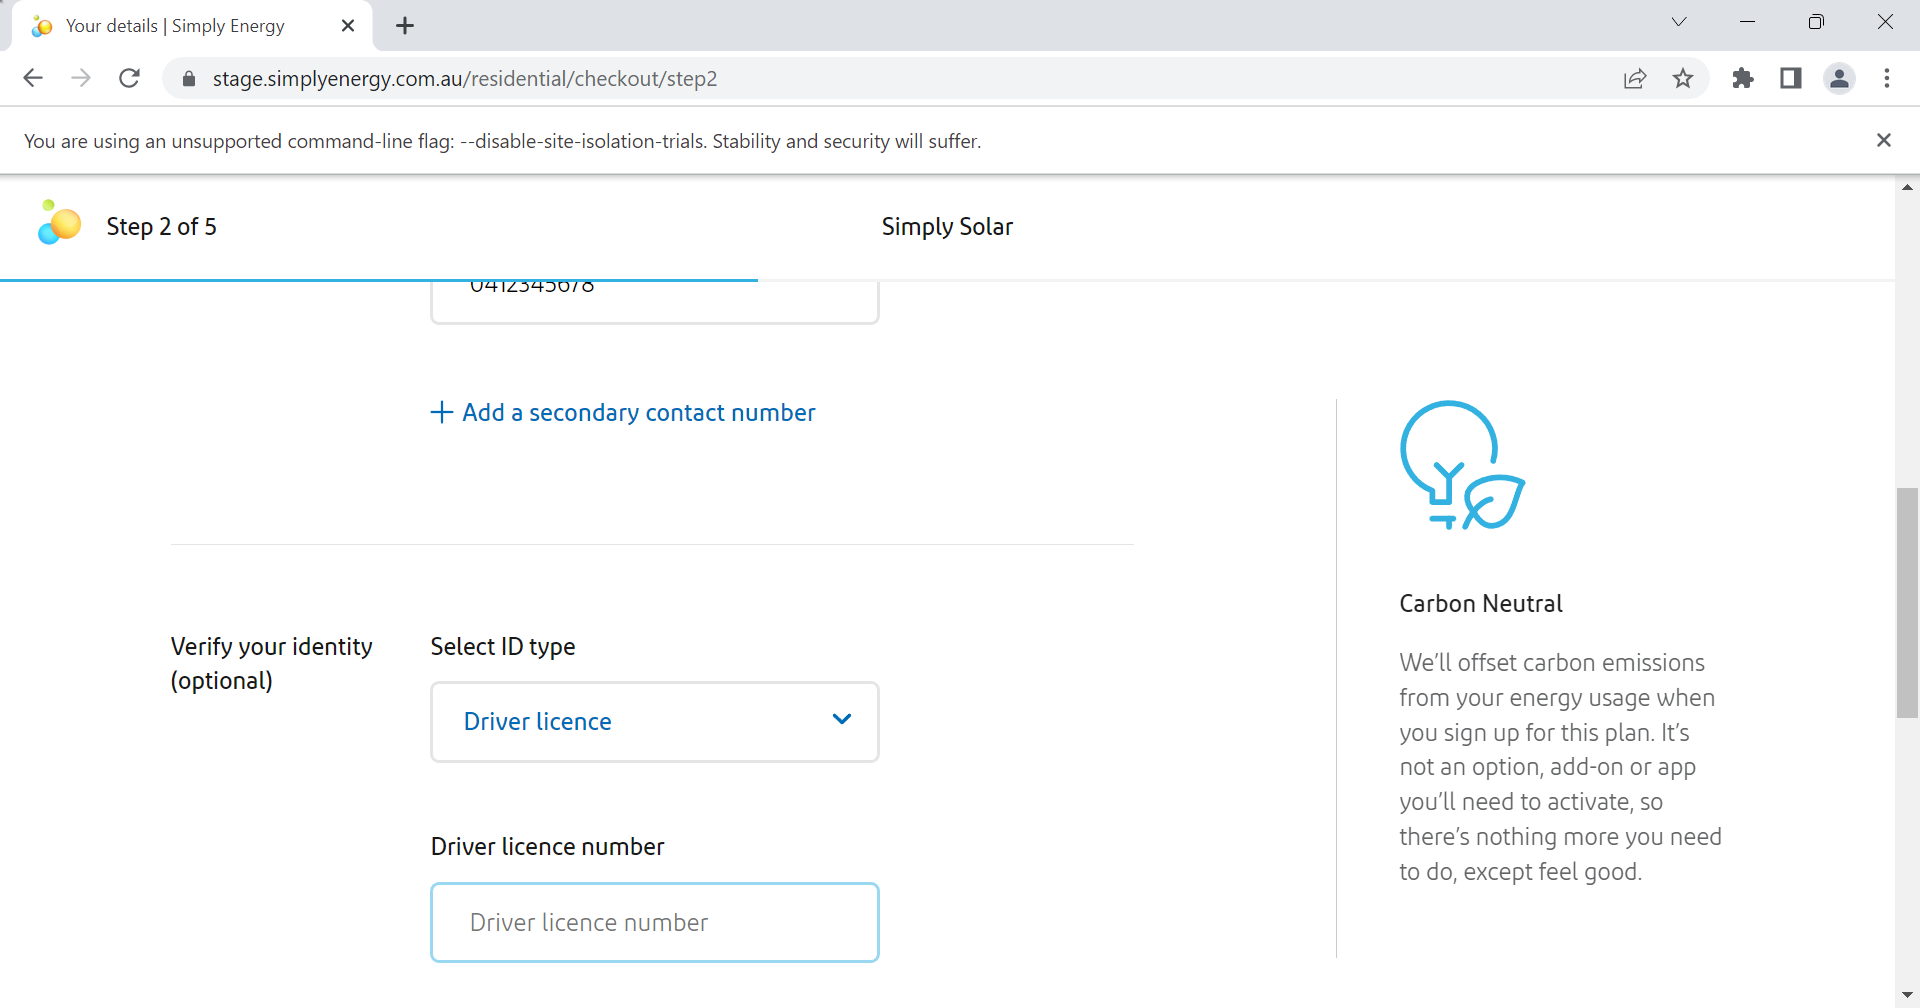 Your details | Simply Energy
stage.simplyenergy.com.au/residential/checkout/step2
You are using an unsupported command-line flag: --disable-site-isolation-trials. Stability and security will suffer.
Step 2 of 5
Simply Solar
0412345678
Add a secondary contact number
Verify your identity
(optional)
Select ID type
Driver licence
Driver licence number
Driver licence number
Carbon Neutral
We’ll offset carbon emissions
from your energy usage when
you sign up for this plan. It’s
not an option, add-on or app
you’ll need to activate, so
there’s nothing more you need
to do, except feel good.